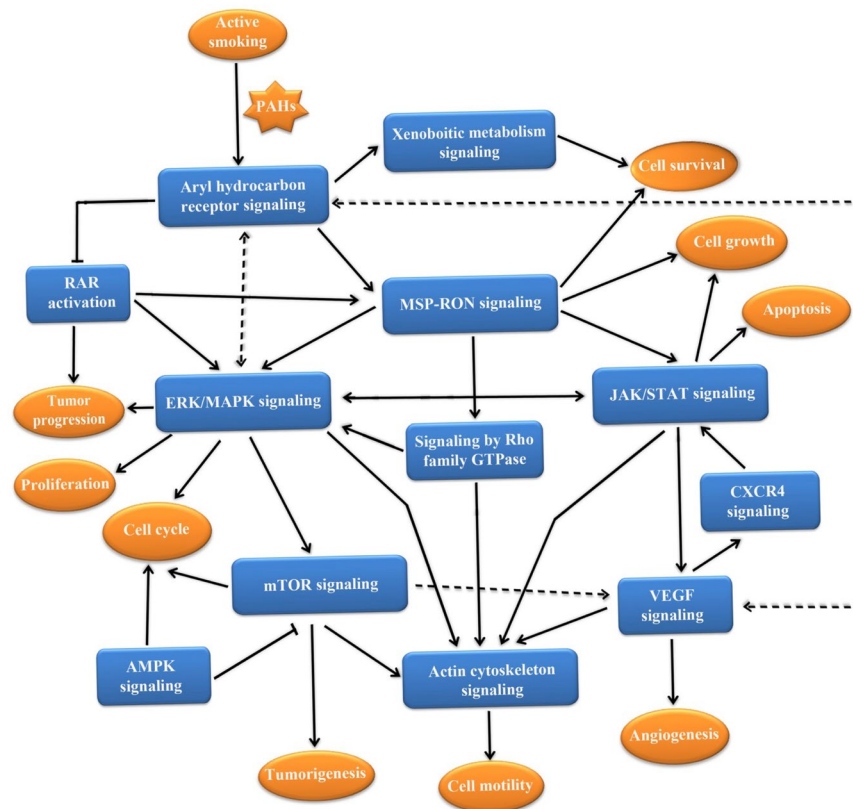 Active
smoking
PAHs
Xenoboitic metabolism
signaling
Cell survival
Aryl hydrocarbon
receptor signaling
Cell growth
RAR
activation
MSP-RON signaling
Apoptosis
Tumor
progression
ERK/MAPK signaling
JAK/STAT signaling
Signaling by Rho
family GTPase
Proliferation
CXCR4
signaling
Cell cycle
mTOR signaling
VEGF
signaling
AMPK
signaling
Actin cytoskeleton
signaling
Angiogenesis
Tumorigenesis
Cell motility